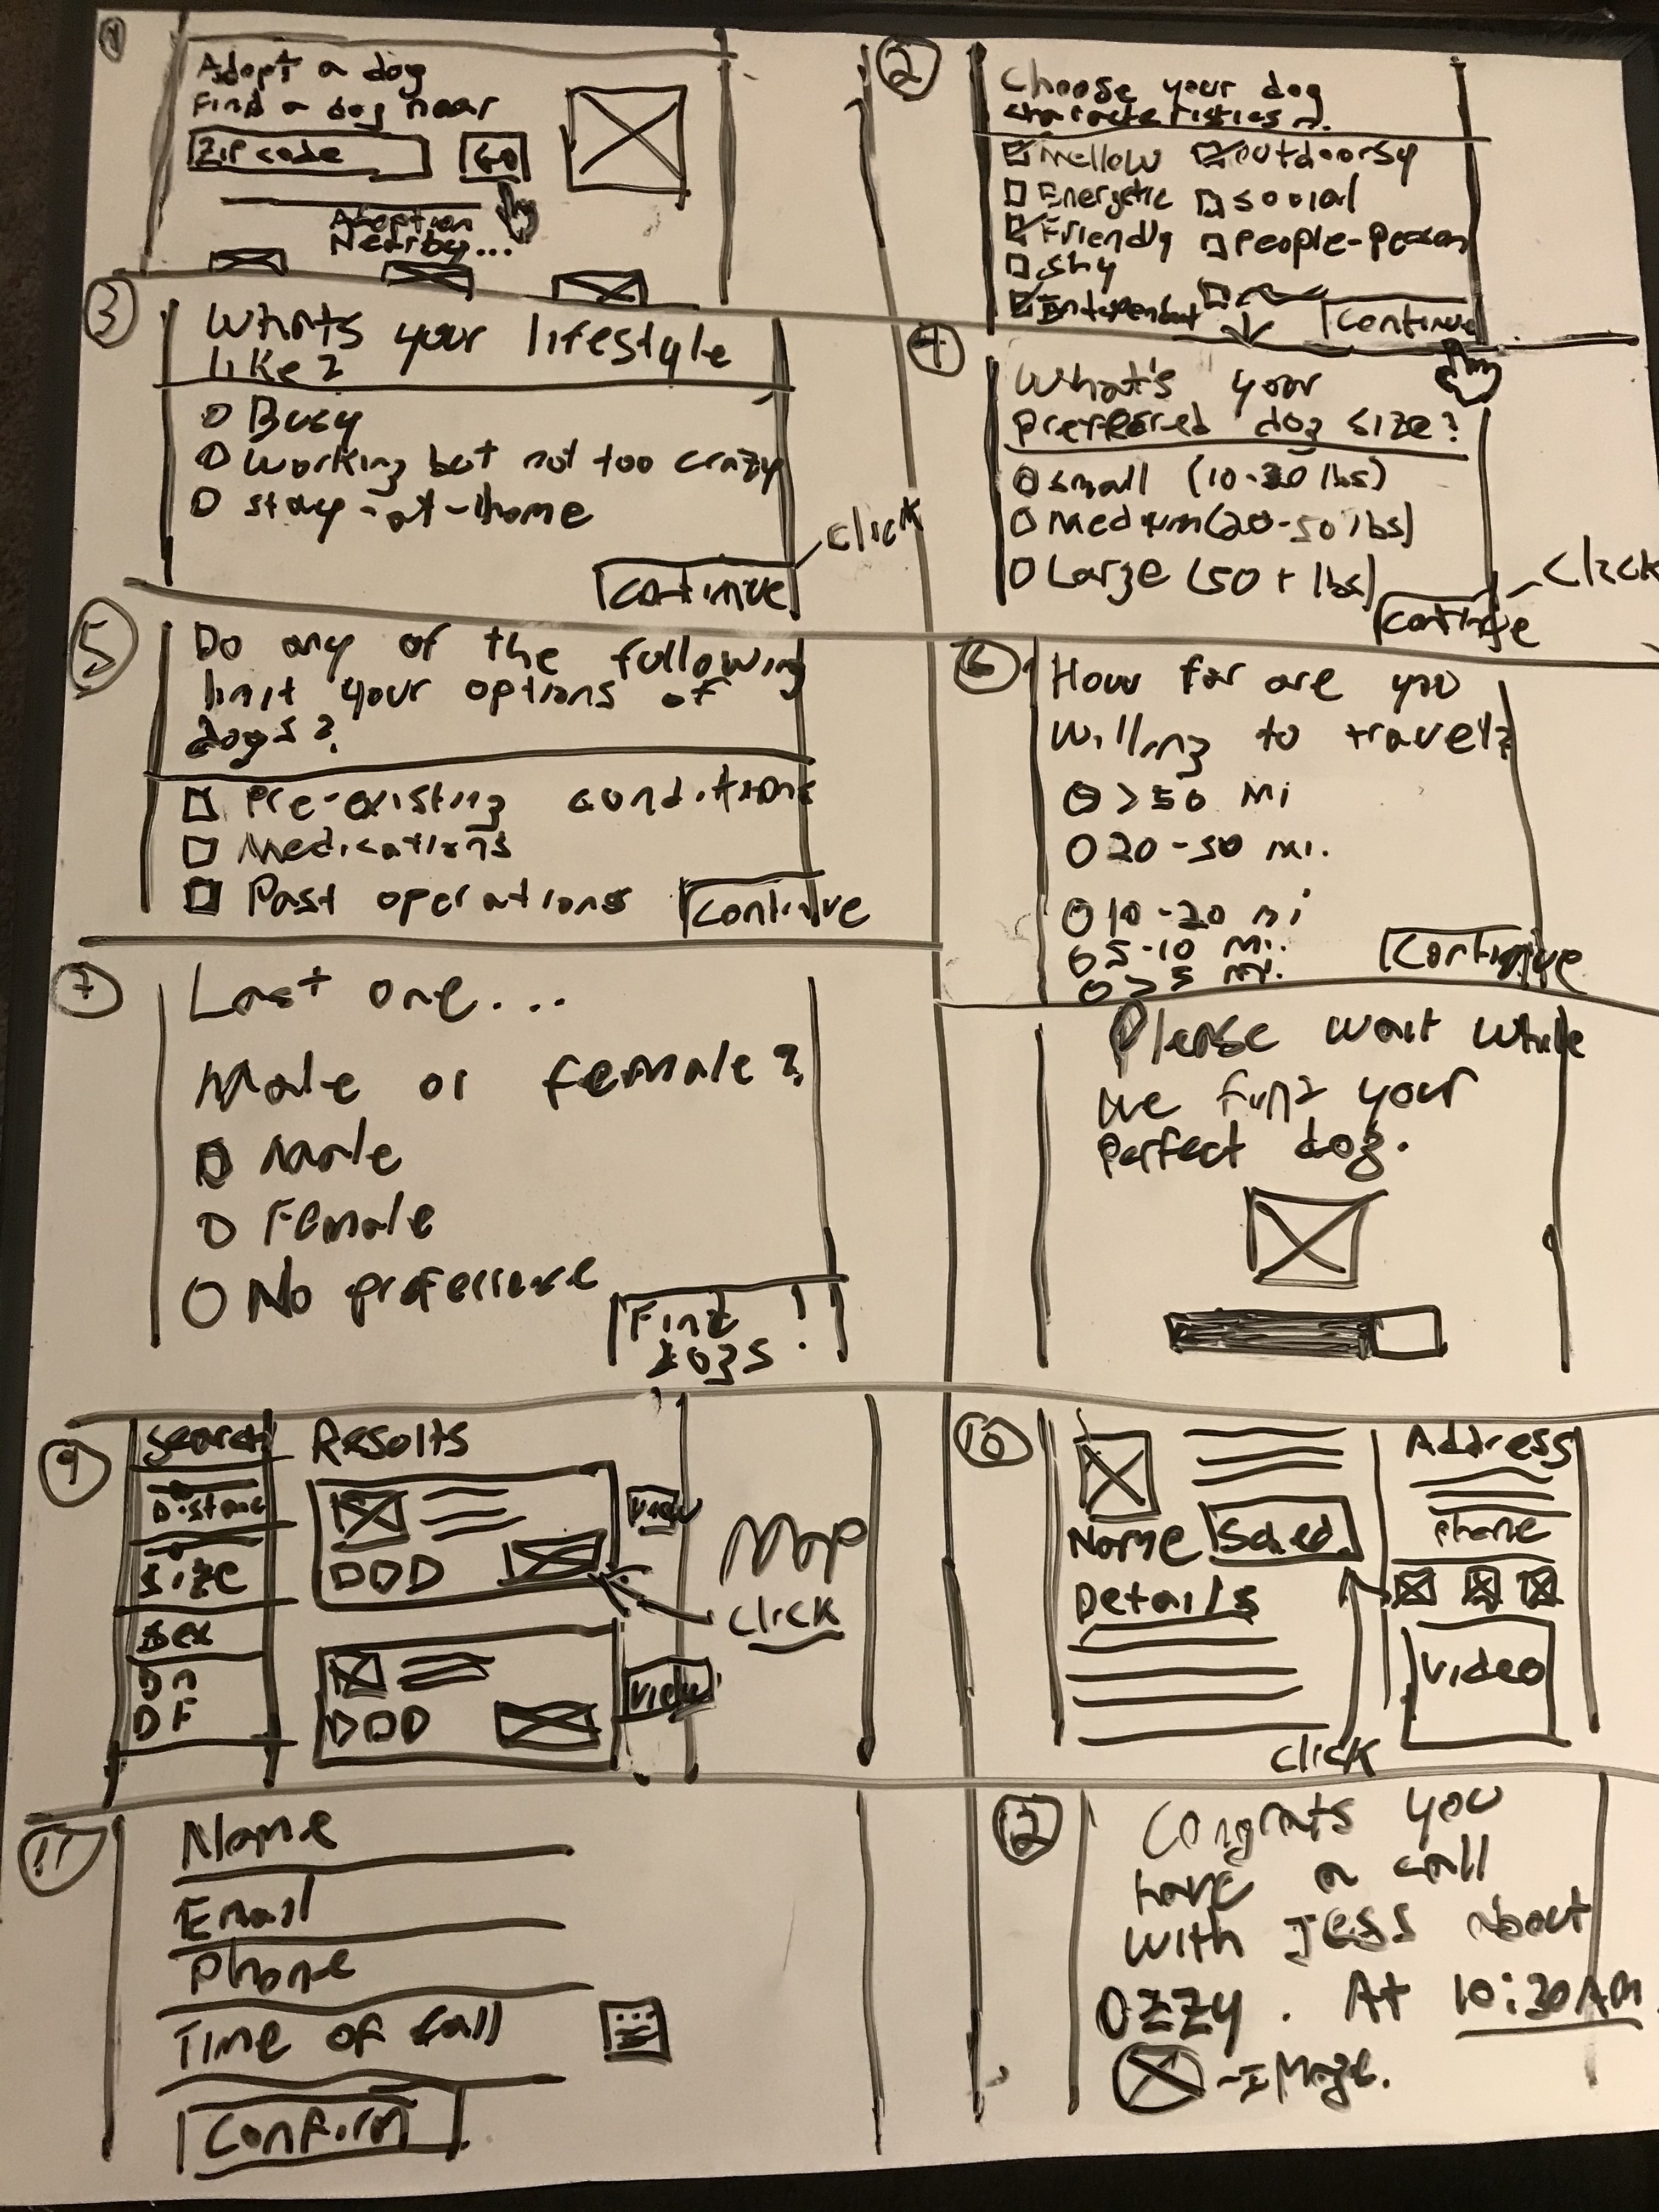 1
Adopt a dog
Find a dog near
Zip code
GO
Adoption
Nearby...
2
Choose your dog
characteristics
Mellow
outdoorsy
Energetic
social
Friendly
people-person
shy
Independent
Continue
3
Whats your lifestyle
like?
Busy
Working but not too crazy
stay-at-home
click
Continue
4
What's your
preferred dog size?
small (10-20 lbs)
Medium (20-50 lbs)
Large (50+ lbs)
click
Continue
5
Do any of the following
limit your options of
dogs?
Pre-existing conditions
Medications
Past operations
Continue
6
How far are you
willing to travel?
>50 mi
20-50 mi.
10-20 mi
5-10 mi.
>5 mi.
Continue
7
Last one...
Male or female?
Male
Female
No preference
Find
dogs!
Please wait while
we find your
perfect dog.
9
Search
Results
Distance
Size
Sex
M
F
View
Map
click
View
10
Address
Phone
Name
Sched.
Details
Video
click
11
Name
Email
Phone
Time of call
Confirm
12
Congrats you
have a call
with Jess about
Ozzy. At 10:30AM
-Image.